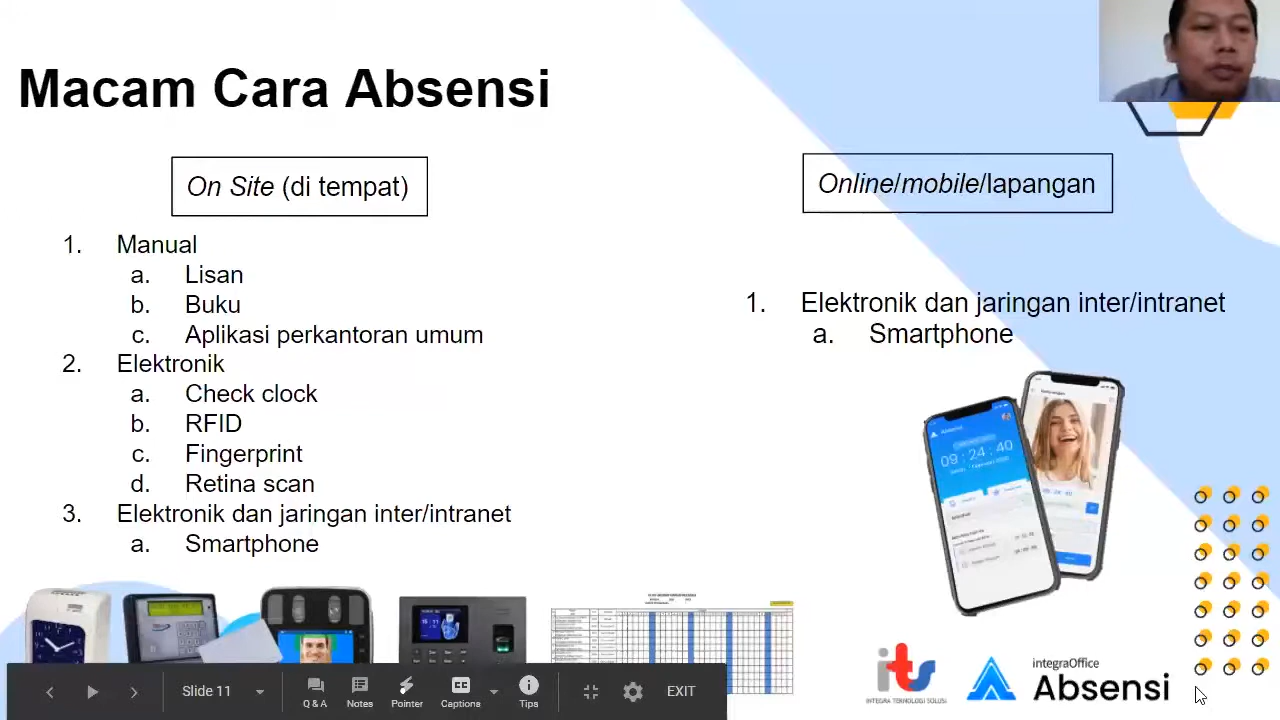 Macam Cara Absensi
On Site (di tempat)
1. Manual
a. Lisan
b. Buku
c. Aplikasi perkantoran umum
2. Elektronik
a. Check clock
b. RFID
c. Fingerprint
d. Retina scan
3. Elektronik dan jaringan inter/intranet
a. Smartphone
Online/mobile/lapangan
1. Elektronik dan jaringan inter/intranet
a. Smartphone
Absensi
09 : 24 : 40
its
INTEGRA TEKNOLOGI SOLUSI
integraOffice
Absensi
Slide 11
Q & A
Notes
Pointer
Captions
Tips
EXIT